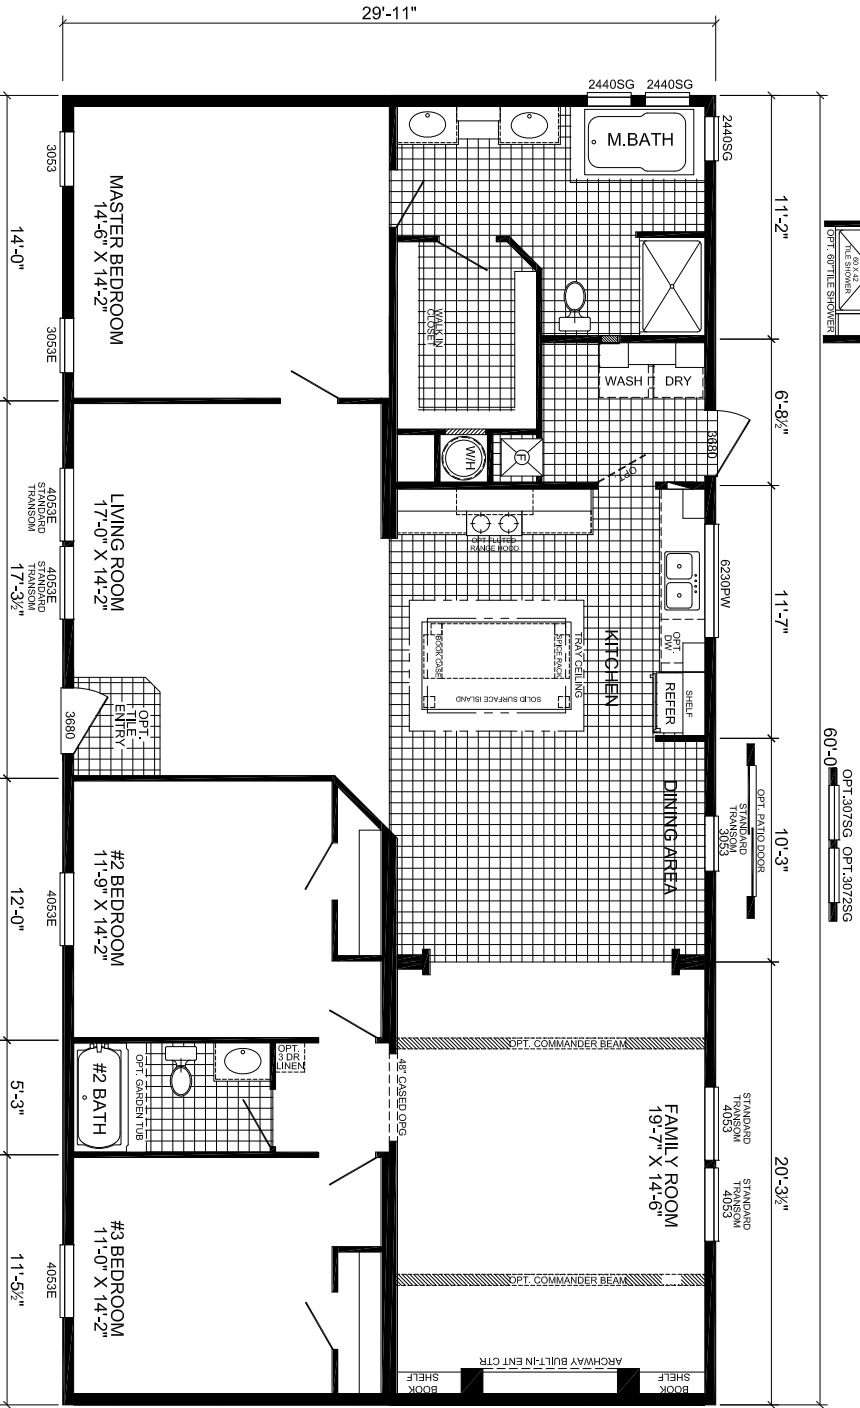 29'-11"
2440SG 2440SG
2440SG
M.BATH
3053
MASTER BEDROOM
14'-6" X 14'-2"
14'-0"
3053E
11'-2"
60 X 42
TILE SHOWER
OPT. 60"TILE SHOWER
WALK IN
CLOSET
WASH
DRY
6'-8½"
3680
W/H
F
OPT
4053E
STANDARD
TRANSOM
4053E
STANDARD
TRANSOM
LIVING ROOM
17'-0" X 14'-2"
17'-3½"
OPT FLUTED
RANGE HOOD
6230PW
11'-7"
KITCHEN
TRAY CEILING
SPICE RACK
BOOK CASE
SOLID SURFACE ISLAND
OPT.
DW
SHELF
REFER
OPT.
TILE
ENTRY
3680
60'-0
OPT.307SG OPT.3072SG
OPT. PATIO DOOR
STANDARD
TRANSOM
3053
DINING AREA
10'-3"
#2 BEDROOM
11'-9" X 14'-2"
12'-0"
4053E
OPT. COMMANDER BEAM
OPT.
3 DR
LINEN
48" CASED OPG
#2 BATH
OPT. GARDEN TUB
5'-3"
FAMILY ROOM
19'-7" X 14'-6"
STANDARD
TRANSOM
4053
STANDARD
TRANSOM
4053
20'-3½"
#3 BEDROOM
11'-0" X 14'-2"
11'-5½"
4053E
OPT. COMMANDER BEAM
ARCHWAY BUILT-IN ENT CTR
BOOK
SHELF
BOOK
SHELF